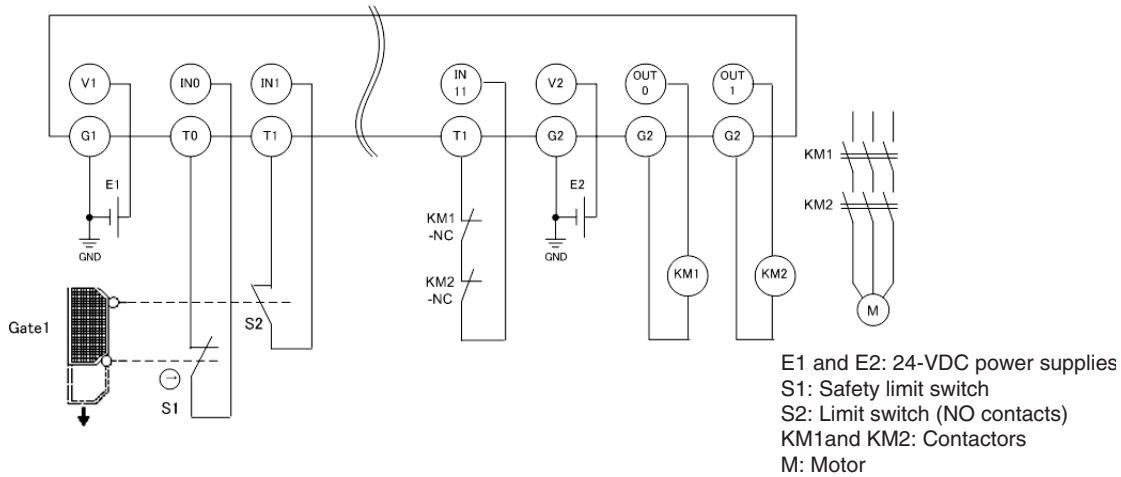 V1
IN0
IN1
IN
11
V2
OUT
0
OUT
1
G1
T0
T1
T1
G2
G2
G2
E1
GND
KM1
-NC
KM2
-NC
E2
GND
KM1
KM2
KM1
KM2
M
Gate1
S2
S1
E1 and E2: 24-VDC power supplies
S1: Safety limit switch
S2: Limit switch (NO contacts)
KM1and KM2: Contactors
M: Motor